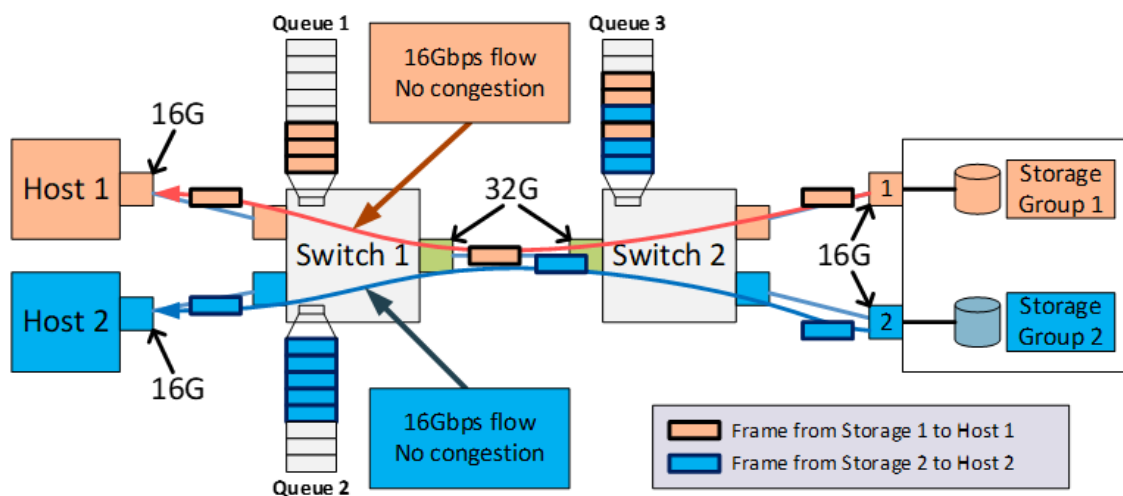 Queue 1
Queue 3
16Gbps flow
No congestion
16G
32G
Host 1
Switch 1
Switch 2
1
Storage
Group 1
16G
Host 2
2
Storage
Group 2
16G
16Gbps flow
No congestion
Queue 2
Frame from Storage 1 to Host 1
Frame from Storage 2 to Host 2